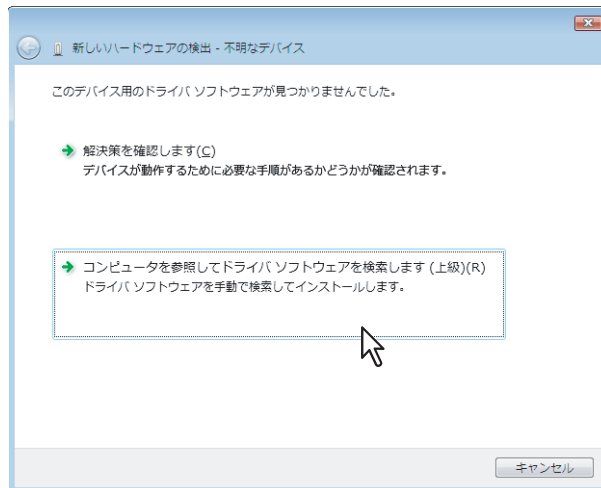 新しいハードウェアの検出 - 不明なデバイス
このデバイス用のドライバ ソフトウェアが見つかりませんでした。
解決策を確認します(C)
デバイスが動作するために必要な手順があるかどうかが確認されます。
コンピュータを参照してドライバ ソフトウェアを検索します (上級)(R)
ドライバ ソフトウェアを手動で検索してインストールします。
キャンセル